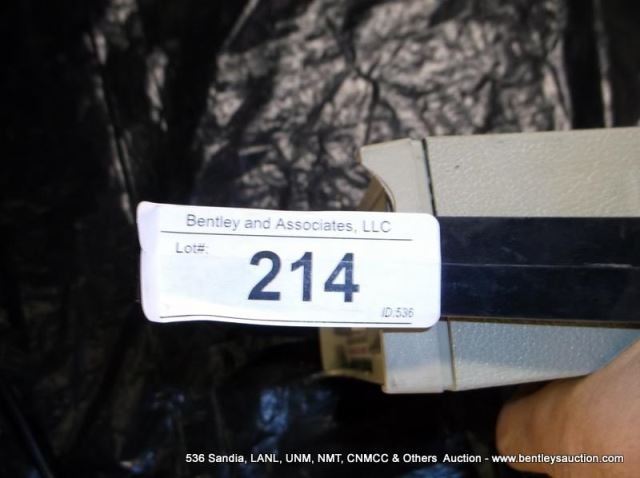 Bentley and Associates, LLC
Lot#:
214
ID:536
536 Sandia, LANL, UNM, NMT, CNMCC & Others Auction - www.bentleysauction.com